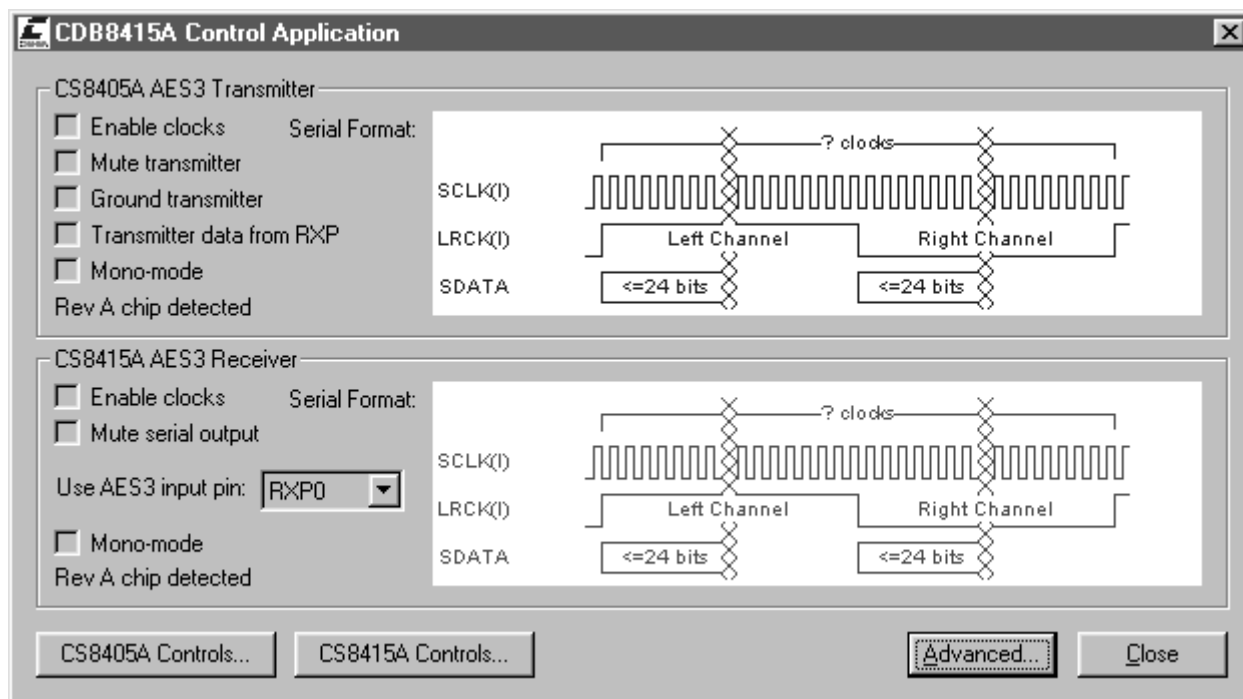 CDB8415A Control Application
CS8405A AES3 Transmitter
Enable clocks
Serial Format:
Mute transmitter
Ground transmitter
Transmitter data from RXP
Mono-mode
Rev A chip detected
? clocks
SCLK(I)
LRCK(I)
Left Channel
Right Channel
SDATA
<=24 bits
<=24 bits
CS8415A AES3 Receiver
Enable clocks
Serial Format:
Mute serial output
Use AES3 input pin:
RXP0
Mono-mode
Rev A chip detected
? clocks
SCLK(I)
LRCK(I)
Left Channel
Right Channel
SDATA
<=24 bits
<=24 bits
CS8405A Controls...
CS8415A Controls...
Advanced...
Close